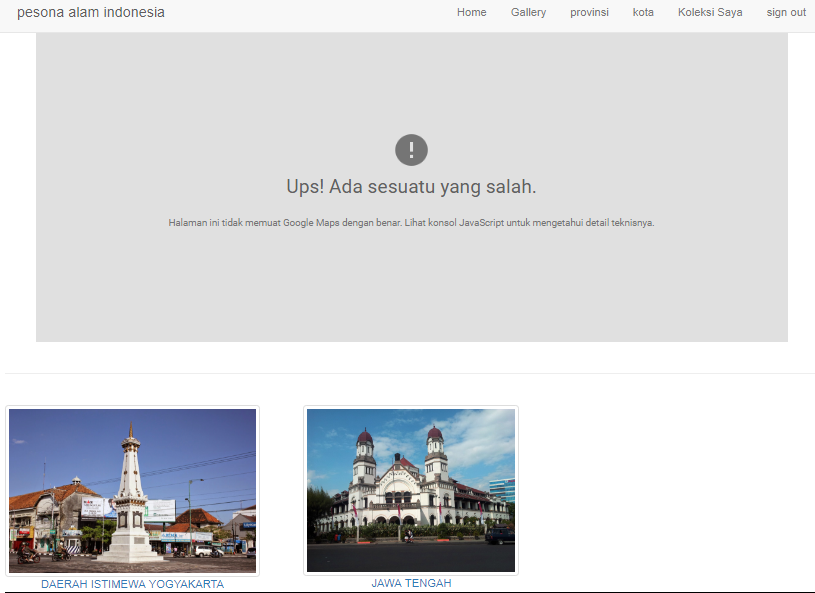 pesona alam indonesia
Home Gallery provinsi kota Koleksi Saya sign out
!
Ups! Ada sesuatu yang salah.
Halaman ini tidak memuat Google Maps dengan benar. Lihat konsol JavaScript untuk mengetahui detail teknisnya.
DAERAH ISTIMEWA YOGYAKARTA
JAWA TENGAH